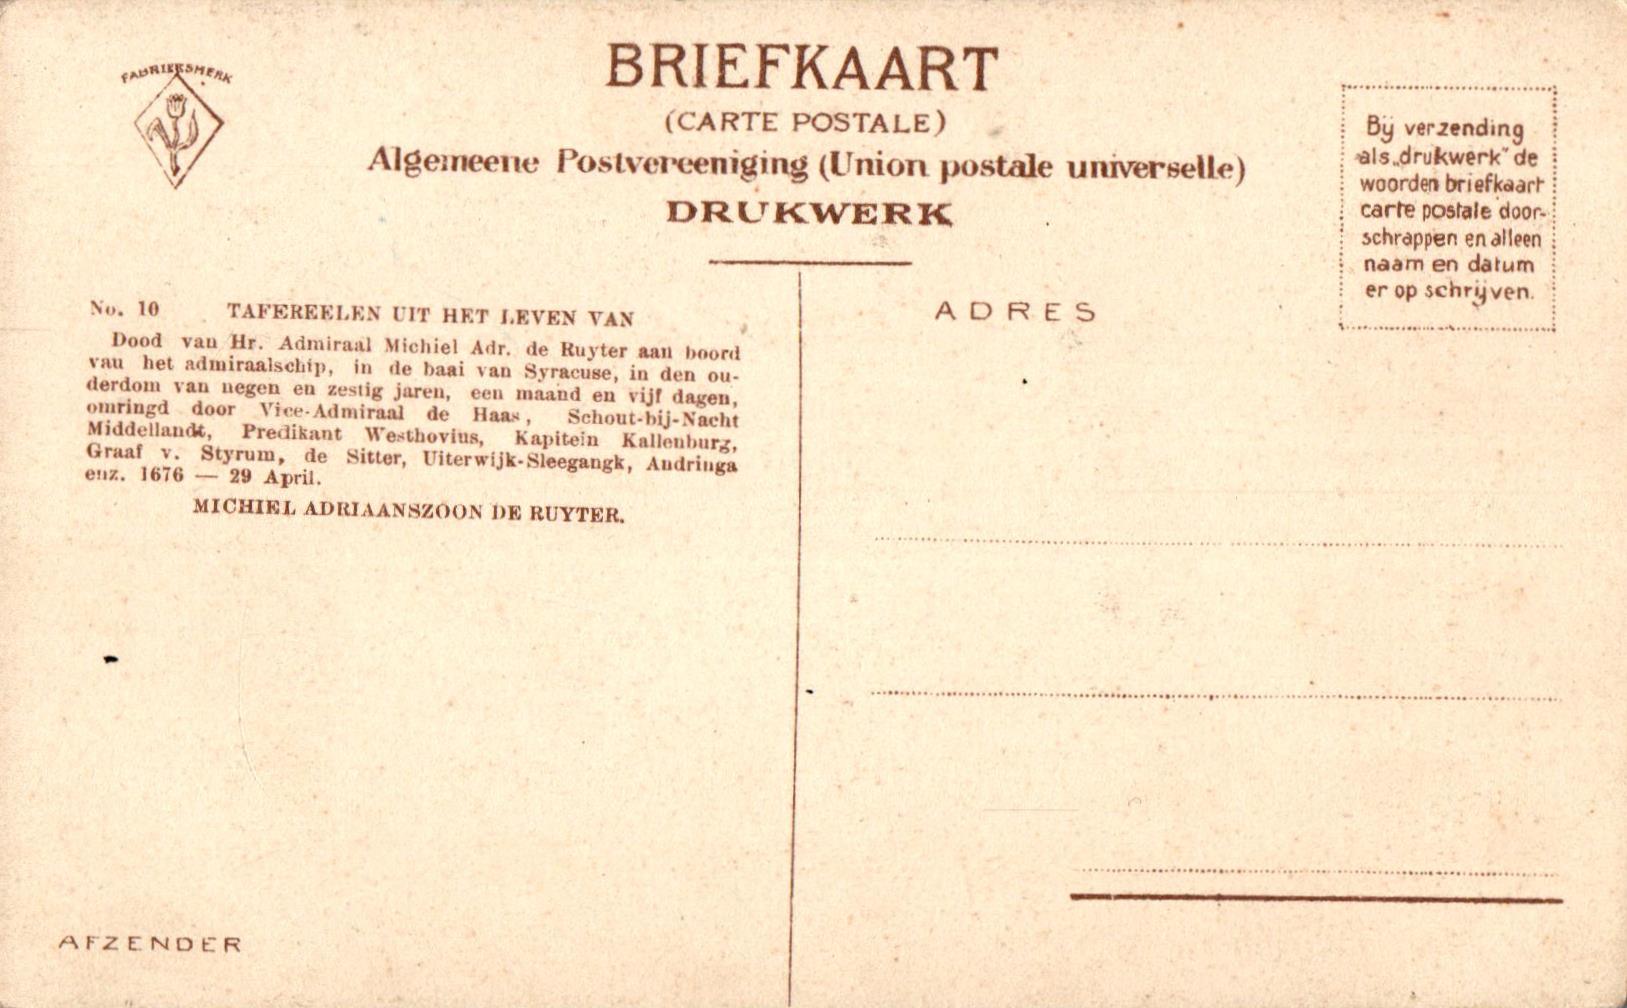 FABRIEKSMERK
BRIEFKAART
(CARTE POSTALE)
Algemeene Postvereeniging (Union postale universelle)
DRUKWERK
By verzending
als „drukwerk" de
woorden briefkaart
carte postale door-
schrappen en alleen
naam en datum
er op schryven.
No. 10 TAFEREELEN UIT HET LEVEN VAN
Dood van Hr. Admiraal Michiel Adr. de Ruyter aan boord
van het admiraalschip, in de baai van Syracuse, in den ou-
derdom van negen en zestig jaren, een maand en vijf dagen,
omringd door Vice-Admiraal de Haas, Schout-bij-Nacht
Middellandt, Predikant Westhovius, Kapitein Kallenburg,
Graaf v. Styrum, de Sitter, Uiterwijk-Sleegangk, Andringa
enz. 1676 — 29 April.
MICHIEL ADRIAANSZOON DE RUYTER.
ADRES
AFZENDER